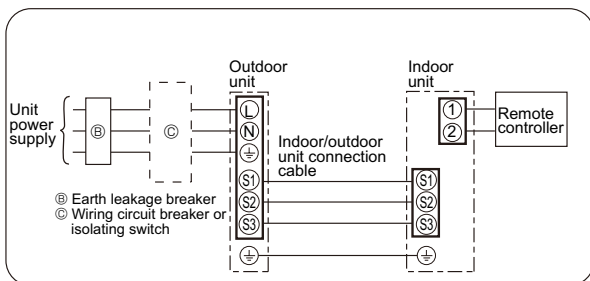 Outdoor
unit
Indoor
unit
Unit
power
supply
Ⓑ
Ⓒ
L
N
Indoor/outdoor
unit connection
cable
S1
S2
S3
1
2
Remote
controller
S1
S2
S3
Ⓑ Earth leakage breaker
Ⓒ Wiring circuit breaker or
isolating switch